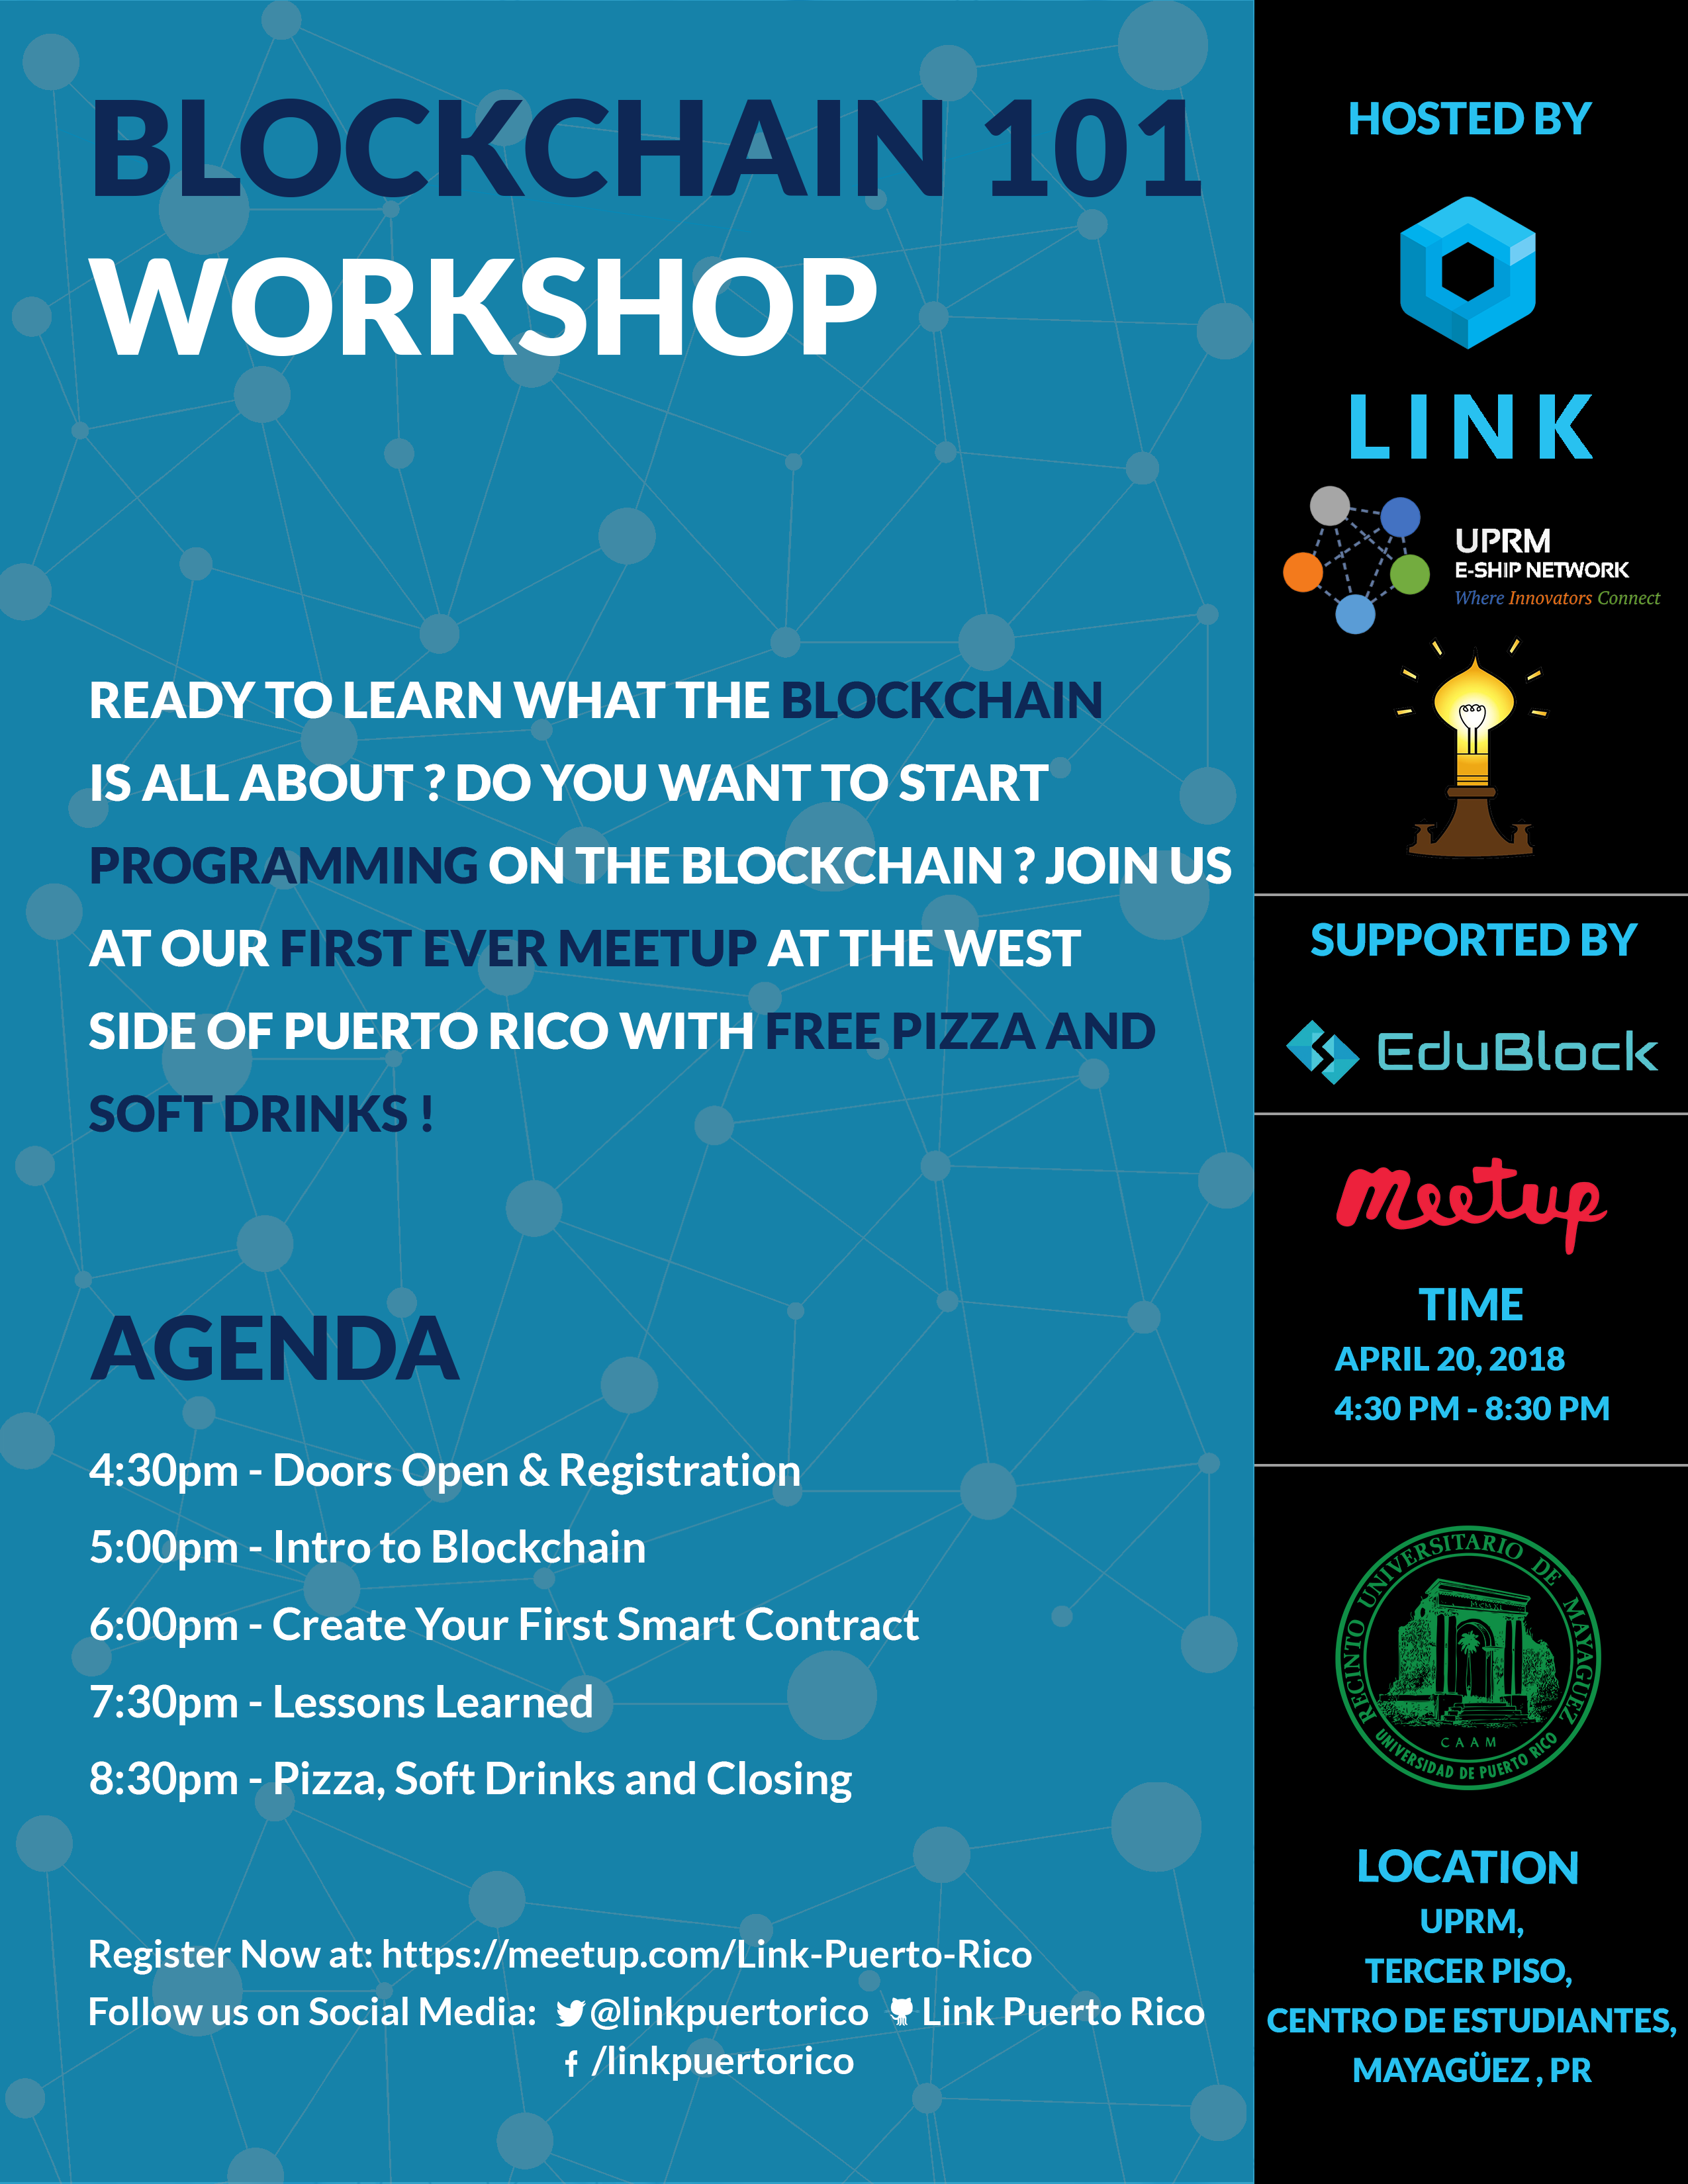 BLOCKCHAIN 101
WORKSHOP
READY TO LEARN WHAT THE BLOCKCHAIN
IS ALL ABOUT ? DO YOU WANT TO START
PROGRAMMING ON THE BLOCKCHAIN ? JOIN US
AT OUR FIRST EVER MEETUP AT THE WEST
SIDE OF PUERTO RICO WITH FREE PIZZA AND
SOFT DRINKS !
AGENDA
4:30pm - Doors Open & Registration
5:00pm - Intro to Blockchain
6:00pm - Create Your First Smart Contract
7:30pm - Lessons Learned
8:30pm - Pizza, Soft Drinks and Closing
Register Now at: https://meetup.com/Link-Puerto-Rico
Follow us on Social Media: @linkpuertorico Link Puerto Rico
/linkpuertorico
HOSTED BY
LINK
UPRM
E-SHIP NETWORK
Where Innovators Connect
SUPPORTED BY
EduBlock
meetup
TIME
APRIL 20, 2018
4:30 PM - 8:30 PM
RECINTO UNIVERSITARIO DE MAYAGUEZ
CAAM
UNIVERSIDAD DE PUERTO RICO
LOCATION
UPRM,
TERCER PISO,
CENTRO DE ESTUDIANTES,
MAYAGÜEZ , PR